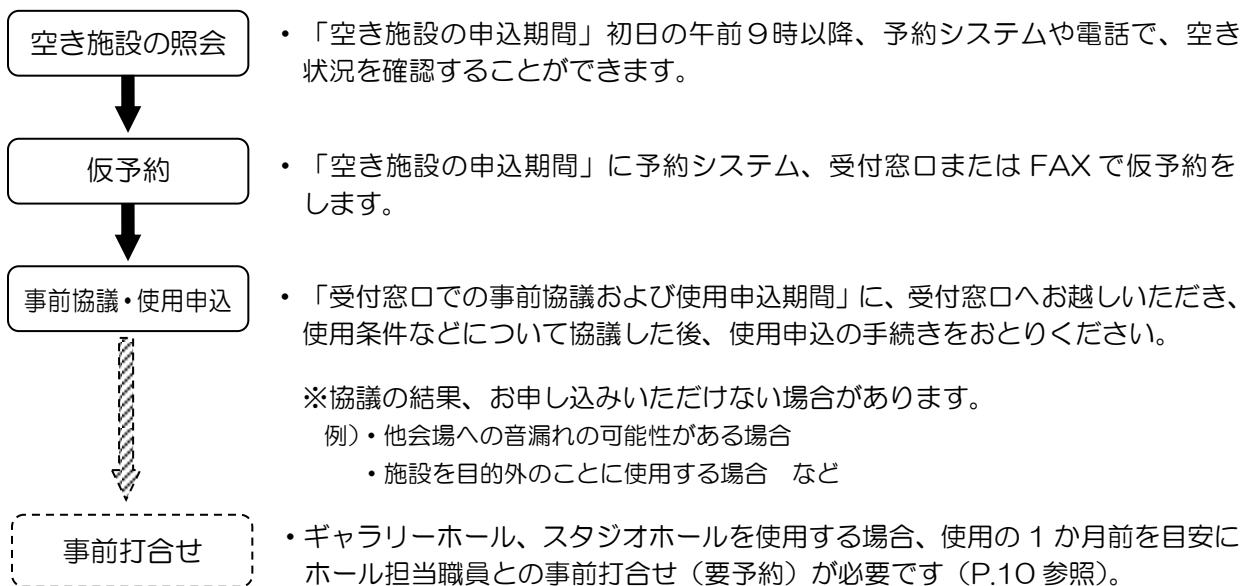 空き施設の照会
・「空き施設の申込期間」初日の午前９時以降、予約システムや電話で、空き
状況を確認することができます。
仮予約
・「空き施設の申込期間」に予約システム、受付窓口または FAX で仮予約を
します。
事前協議・使用申込
・「受付窓口での事前協議および使用申込期間」に、受付窓口へお越しいただき、
使用条件などについて協議した後、使用申込の手続きをおとりください。
※協議の結果、お申し込みいただけない場合があります。
例）・他会場への音漏れの可能性がある場合
・施設を目的外のことに使用する場合　など
事前打合せ
・ギャラリーホール、スタジオホールを使用する場合、使用の 1 か月前を目安に
ホール担当職員との事前打合せ（要予約）が必要です（P.10 参照）。